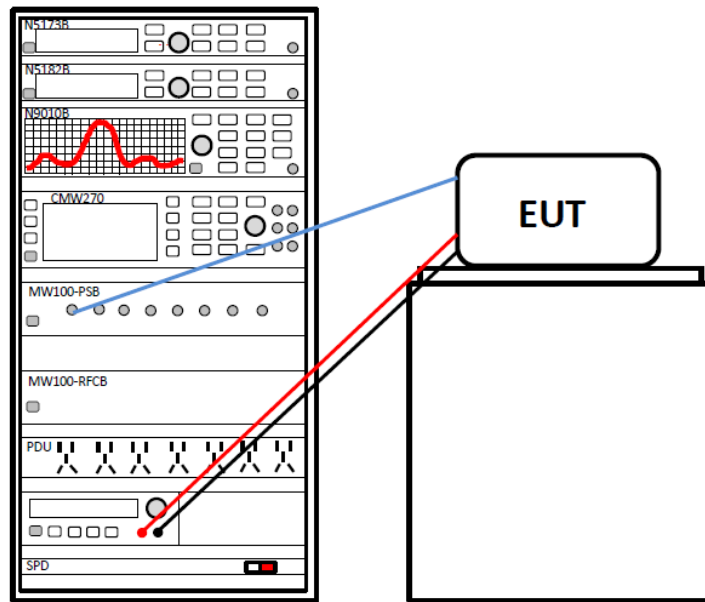 N5173B
N5182B
N9010B
CMW270
EUT
MW100-PSB
MW100-RFCB
PDU
SPD